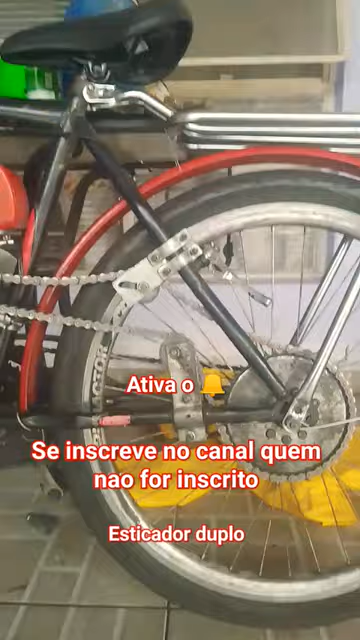 Ativa o 🔔
Se inscreve no canal quem
nao for inscrito
Esticador duplo